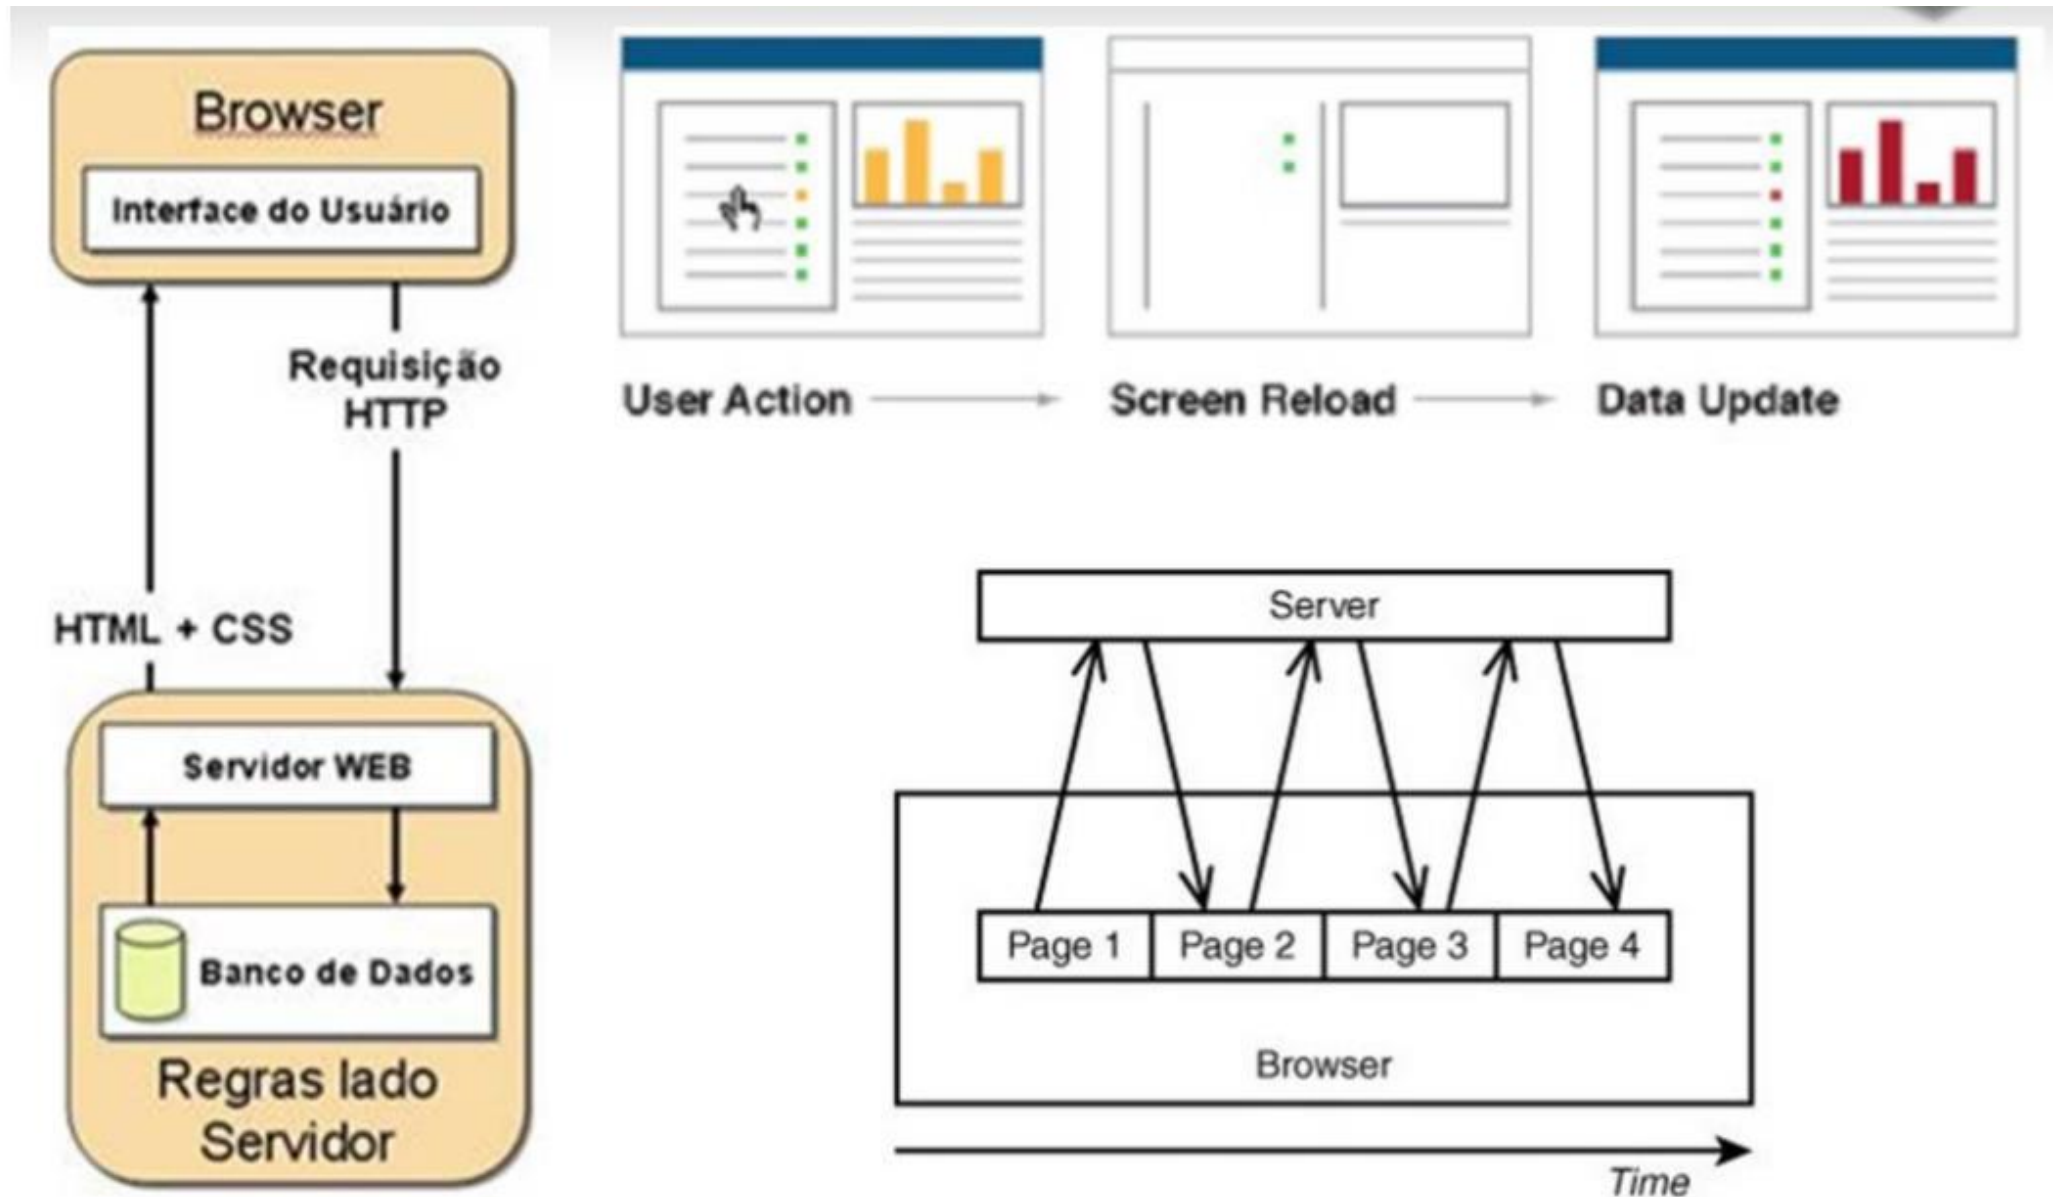 Browser
Interface do Usuário
Requisição
HTTP
HTML + CSS
Servidor WEB
Banco de Dados
Regras lado
Servidor
User Action
Screen Reload
Data Update
Server
Page 1
Page 2
Page 3
Page 4
Browser
Time